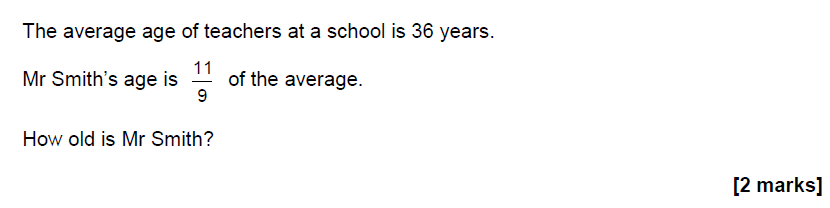 The average age of teachers at a school is 36 years.
Mr Smith's age is 11/9 of the average.
How old is Mr Smith?
[2 marks]